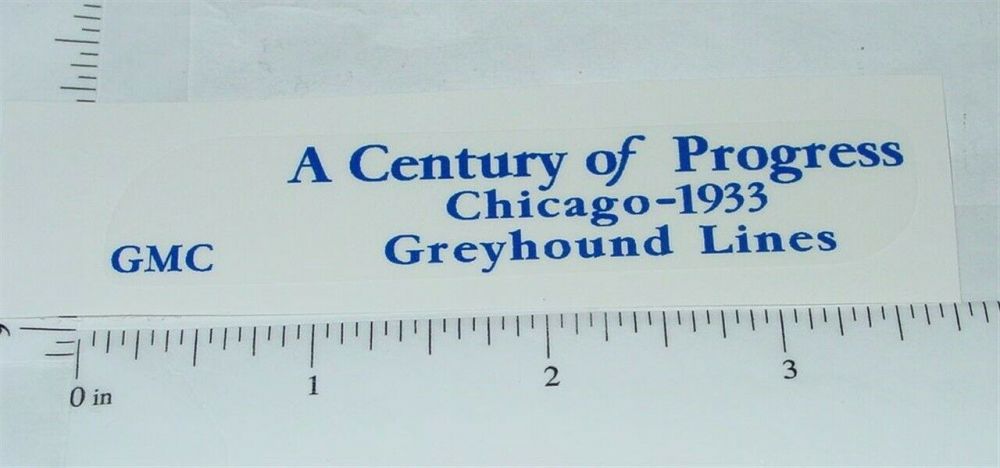 A Century of Progress
Chicago-1933
GMC Greyhound Lines
0 in 1 2 3